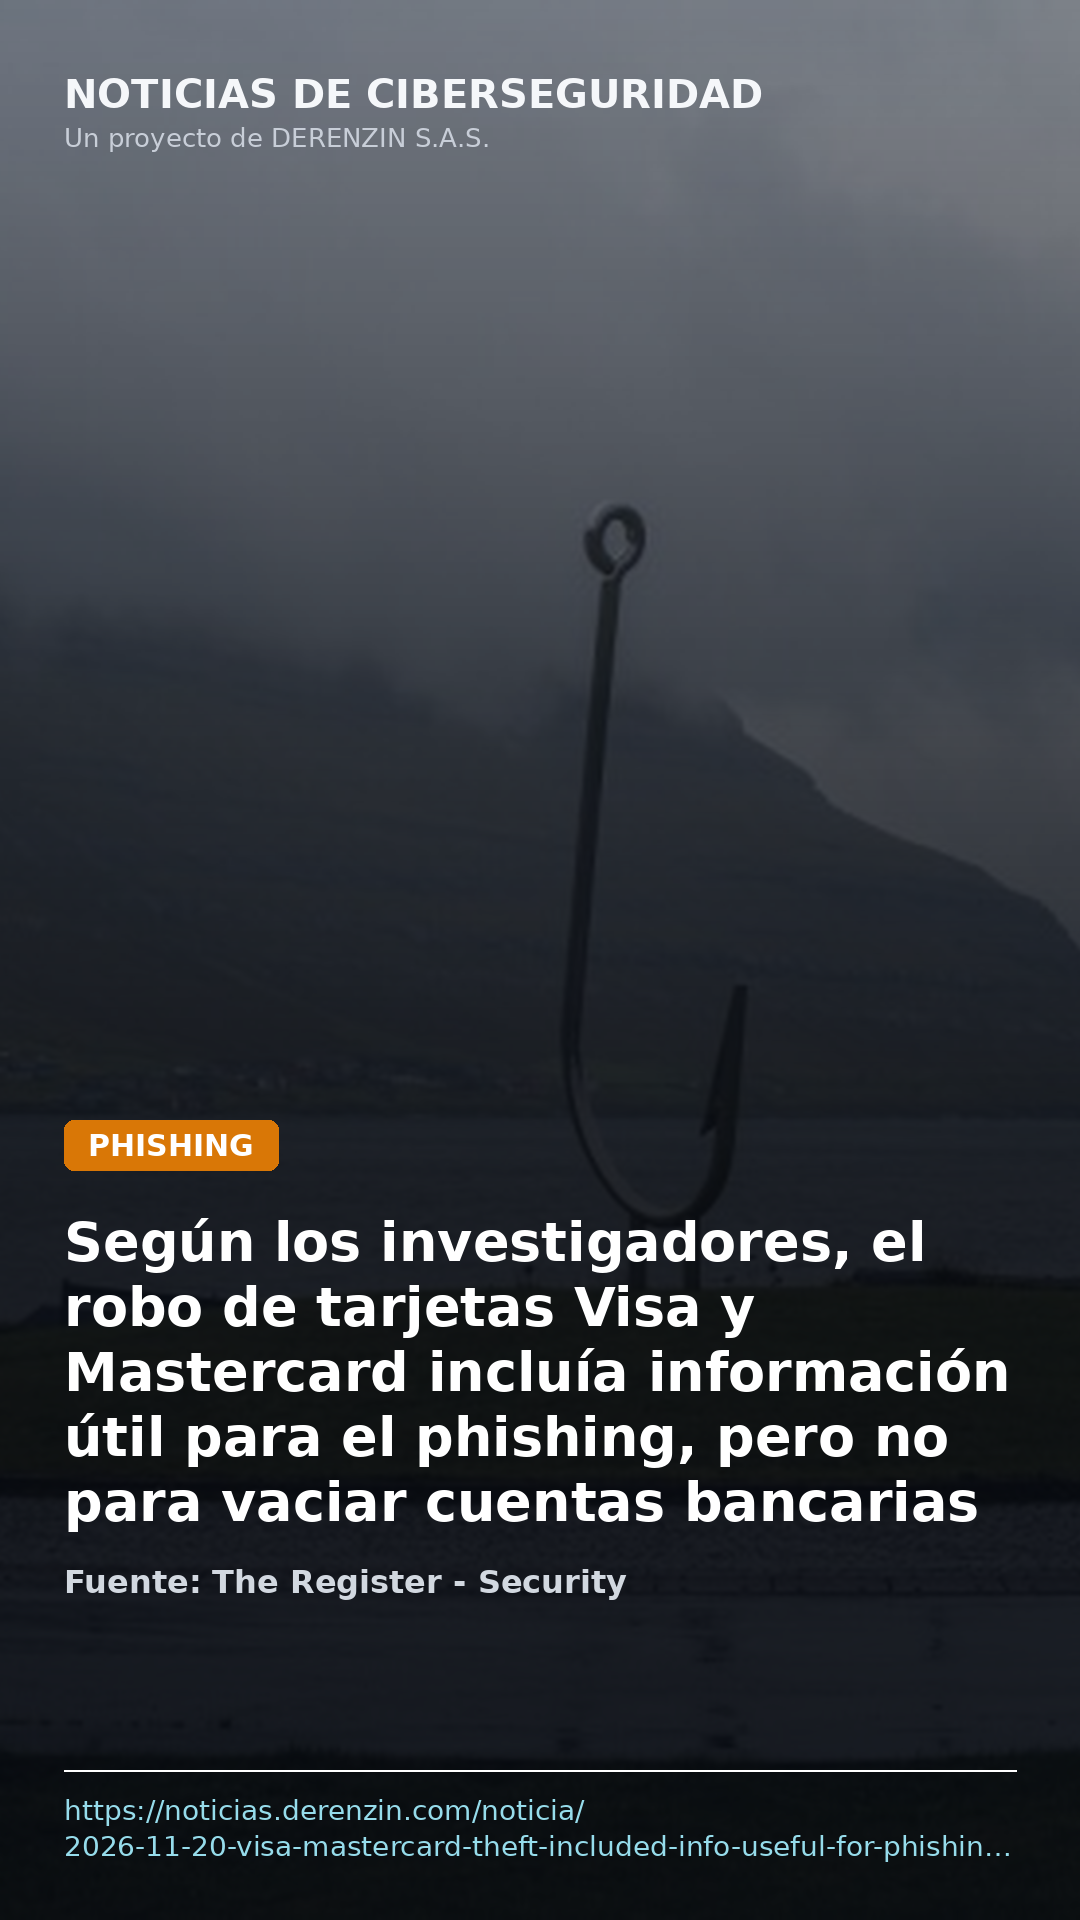 NOTICIAS DE CIBERSEGURIDAD
Un proyecto de DERENZIN S.A.S.
PHISHING
Según los investigadores, el
robo de tarjetas Visa y
Mastercard incluía información
útil para el phishing, pero no
para vaciar cuentas bancarias
Fuente: The Register - Security
https://noticias.derenzin.com/noticia/
2026-11-20-visa-mastercard-theft-included-info-useful-for-phishin…